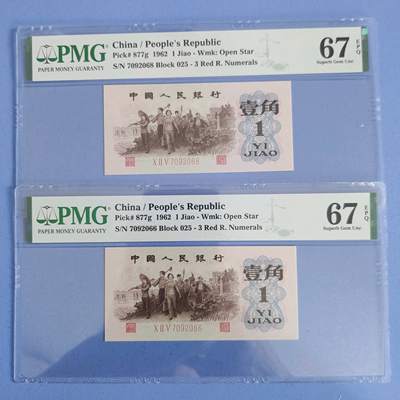 PMG
PAPER MONEY GUARANTY
China / People's Republic
Pick# 877g 1962 1 Jiao - Wmk: Open Star
S/N 7092068 Block 025 - 3 Red R. Numerals
67
EPQ
Superb Gem Unc
中國人民銀行
壹角
1
YI
JIAO
X II V 7092068
PMG
PAPER MONEY GUARANTY
China / People's Republic
Pick# 877g 1962 1 Jiao - Wmk: Open Star
S/N 7092066 Block 025 - 3 Red R. Numerals
67
EPQ
Superb Gem Unc
中國人民銀行
壹角
1
YI
JIAO
X II V 7092066